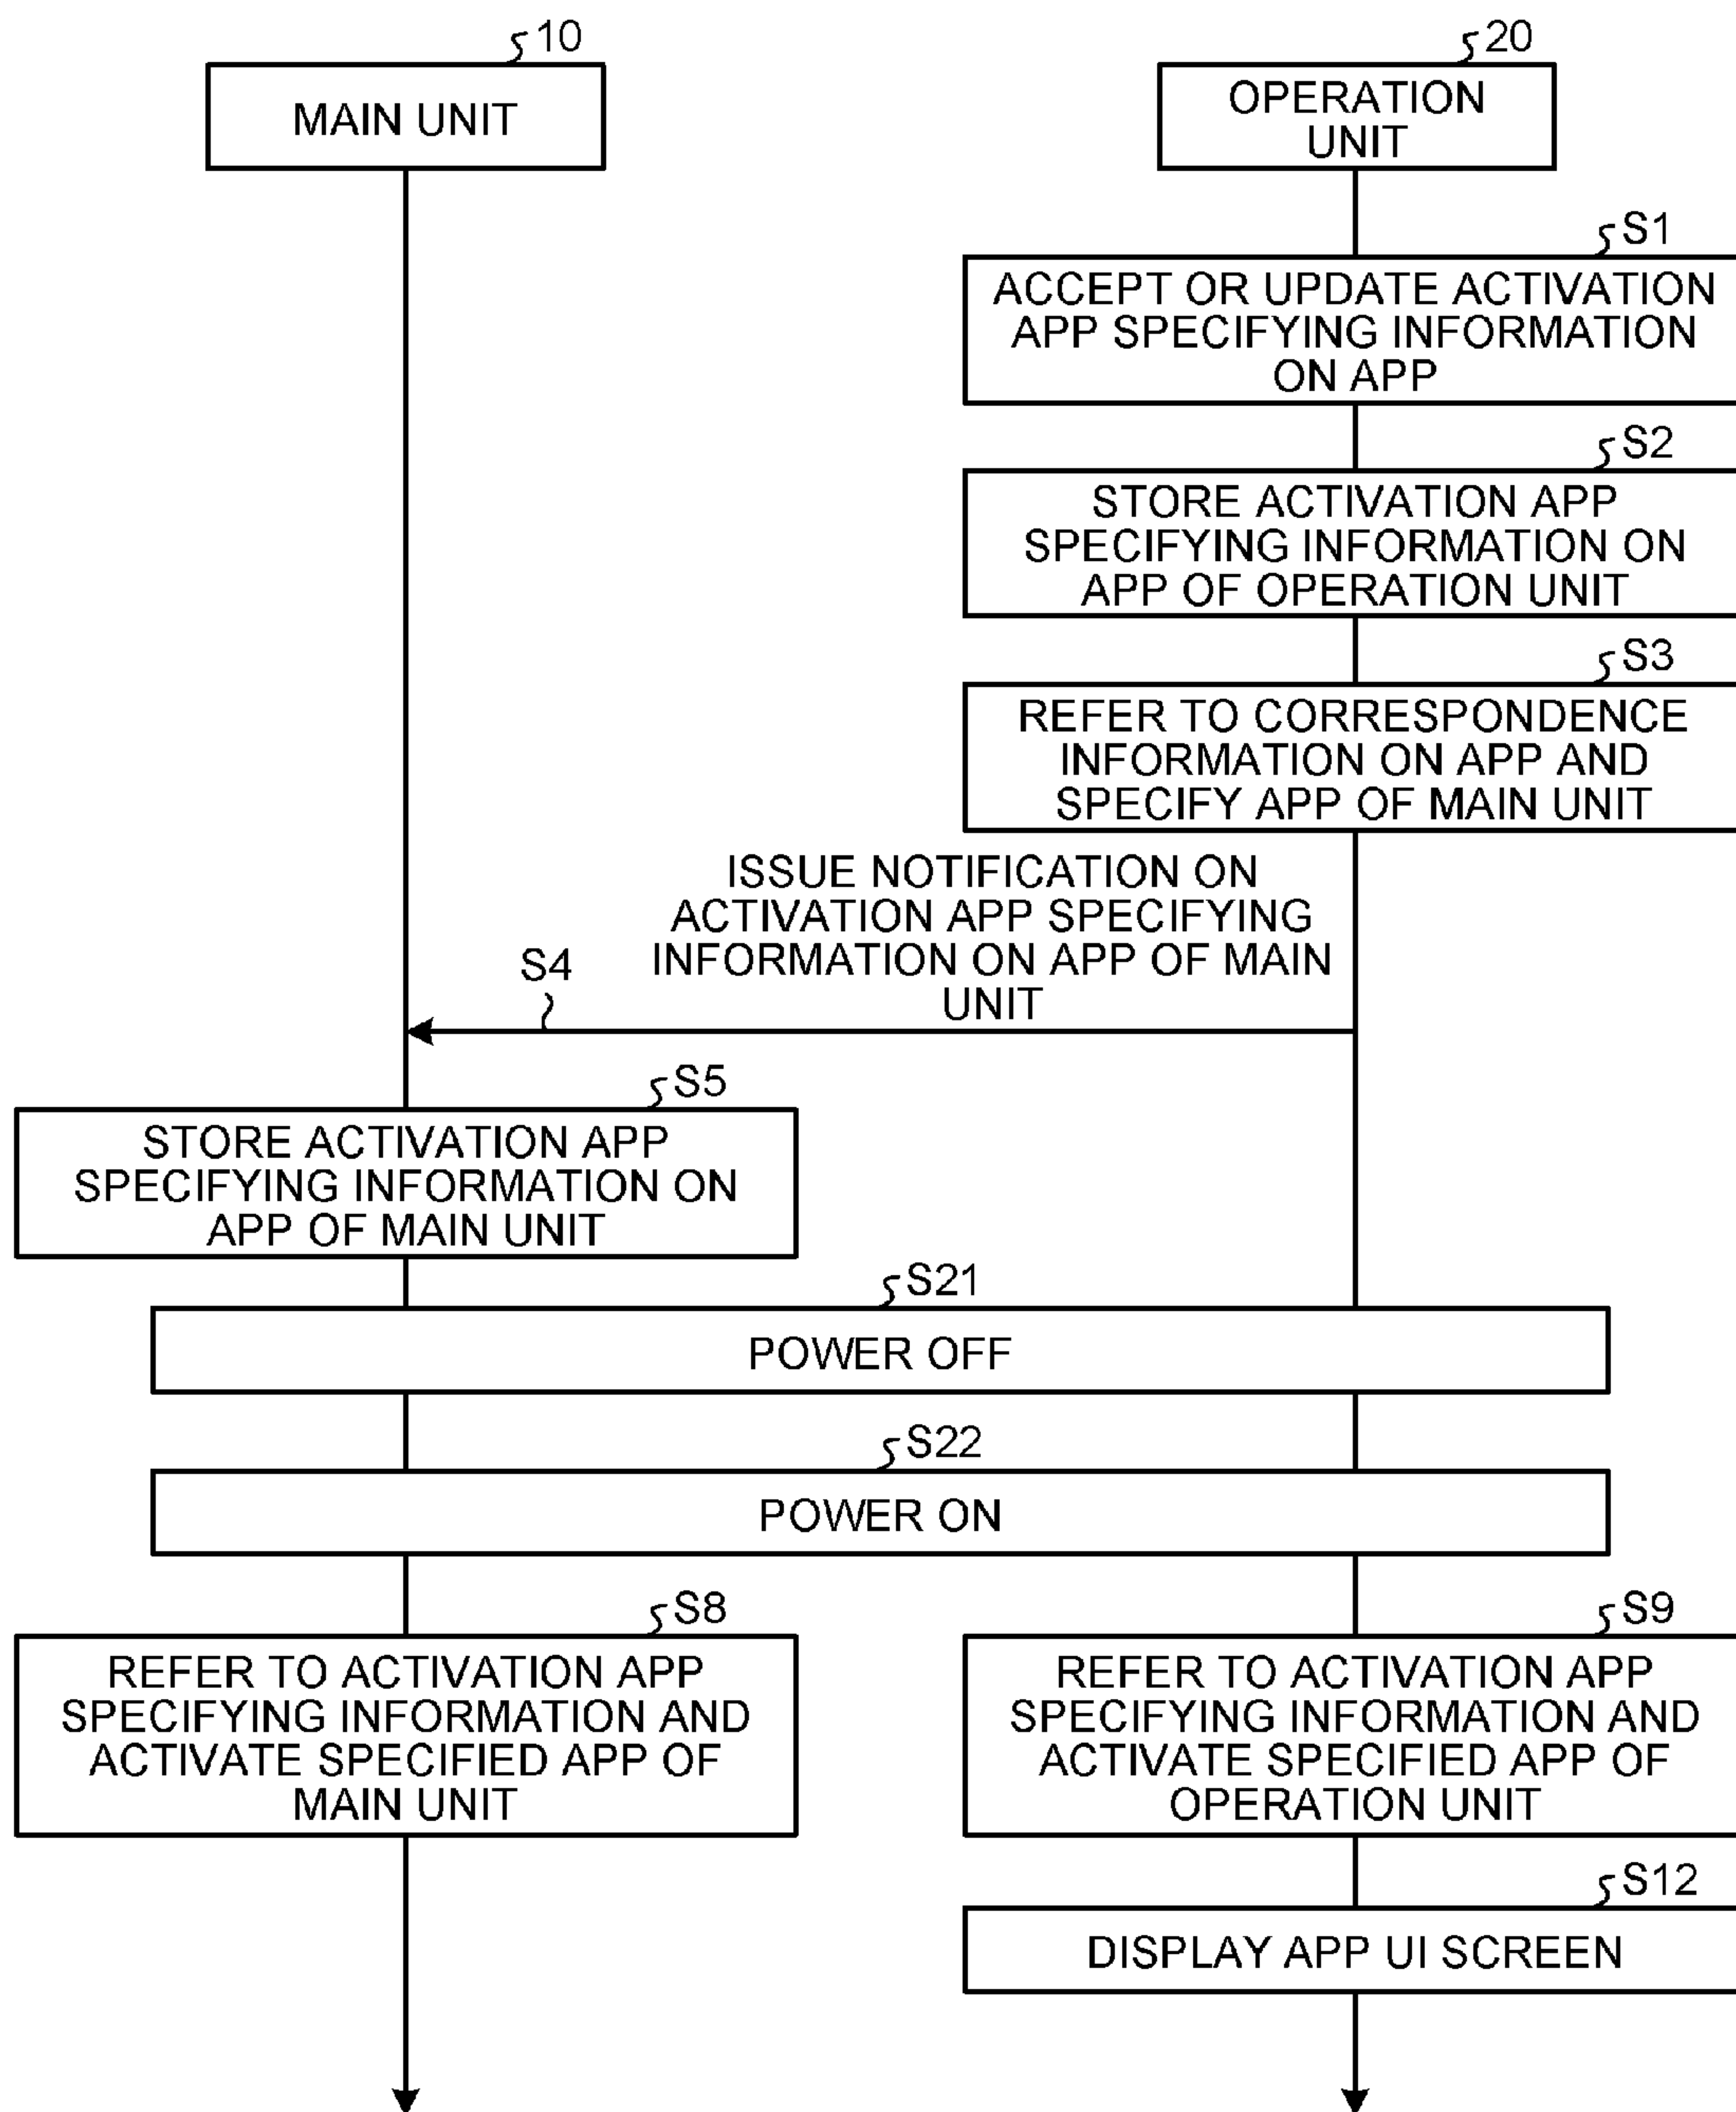 10
MAIN UNIT
20
OPERATION
UNIT
S1
ACCEPT OR UPDATE ACTIVATION
APP SPECIFYING INFORMATION
ON APP
S2
STORE ACTIVATION APP
SPECIFYING INFORMATION ON
APP OF OPERATION UNIT
S3
REFER TO CORRESPONDENCE
INFORMATION ON APP AND
SPECIFY APP OF MAIN UNIT
ISSUE NOTIFICATION ON
ACTIVATION APP SPECIFYING
INFORMATION ON APP OF MAIN
UNIT
S4
S5
STORE ACTIVATION APP
SPECIFYING INFORMATION ON
APP OF MAIN UNIT
S21
POWER OFF
S22
POWER ON
S8
REFER TO ACTIVATION APP
SPECIFYING INFORMATION AND
ACTIVATE SPECIFIED APP OF
MAIN UNIT
S9
REFER TO ACTIVATION APP
SPECIFYING INFORMATION AND
ACTIVATE SPECIFIED APP OF
OPERATION UNIT
S12
DISPLAY APP UI SCREEN